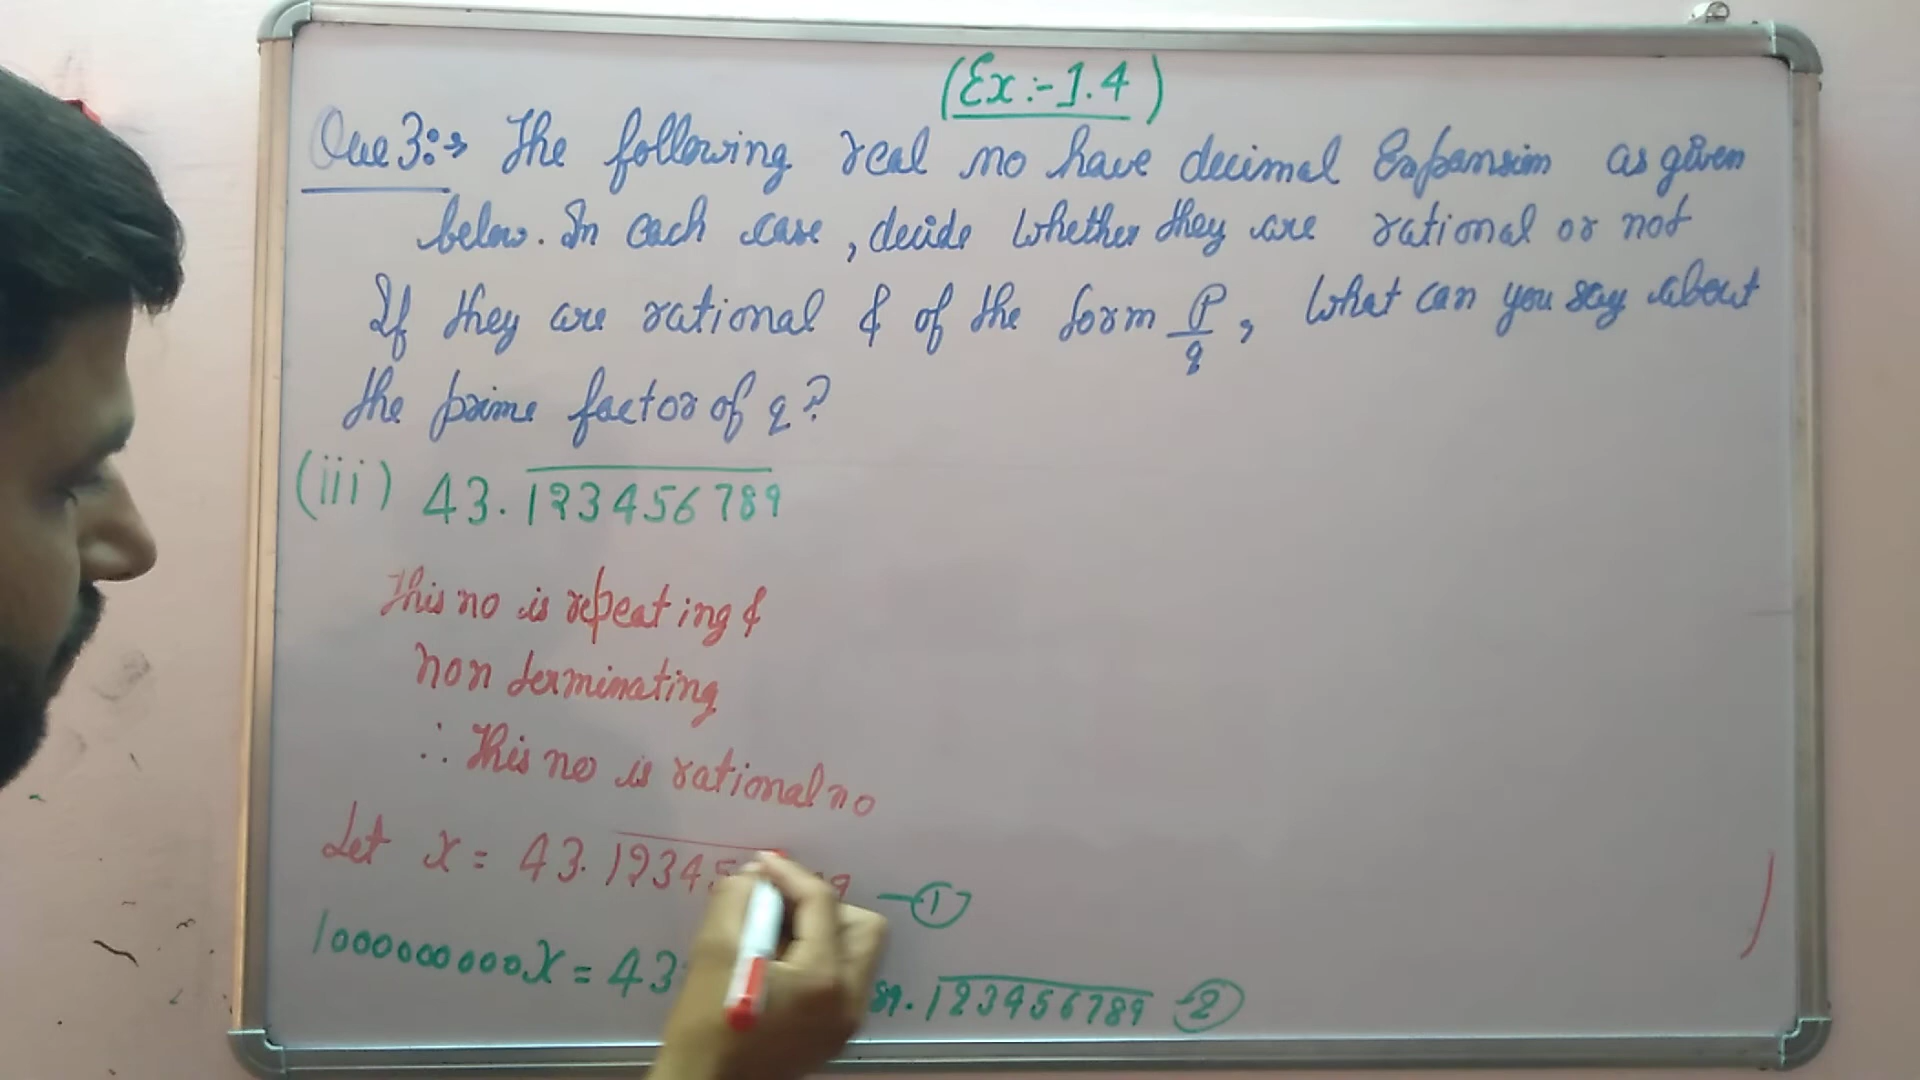 (Ex:-1.4)
Que 3:→ The following real no have decimal Expansion as given
below. In each case, decide whether they are rational or not
If they are rational & of the form P/q, What can you say about
the prime factor of q?
(iii) 43.123456789
This no is repeating &
non terminating
∴ This no is rational no
Let x = 43.12345 9 -①
1000000000x = 43 89.123456789 -②